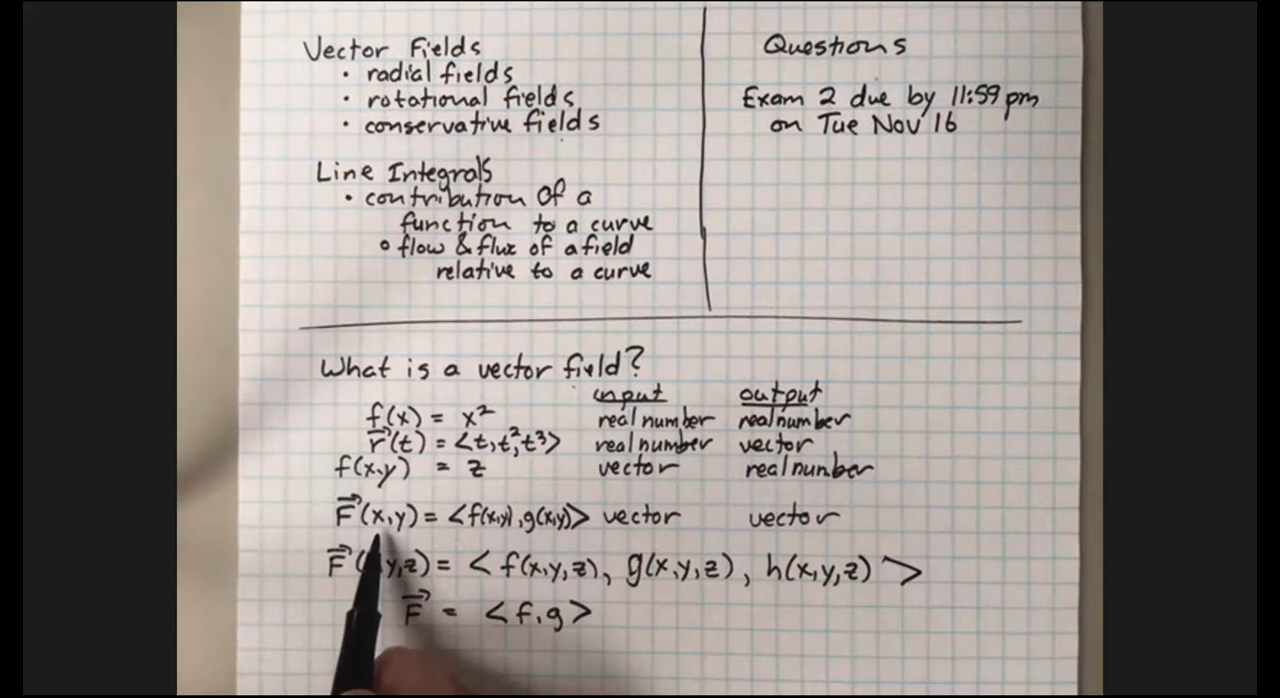 Vector Fields
• radial fields
• rotational fields
• conservative fields
Line Integrals
• contribution of a
function to a curve
• flow & flux of a field
relative to a curve
Questions
Exam 2 due by 11:59 pm
on Tue Nov 16
What is a vector field?
input output
f(x) = x² real number real number
r⃗(t) = <t, t², t³> real number vector
f(x,y) = z vector real number
F⃗(x,y) = <f(x,y), g(x,y)> vector vector
F⃗( y,z) = < f(x,y,z), g(x,y,z), h(x,y,z) >
F⃗ = <f,g>